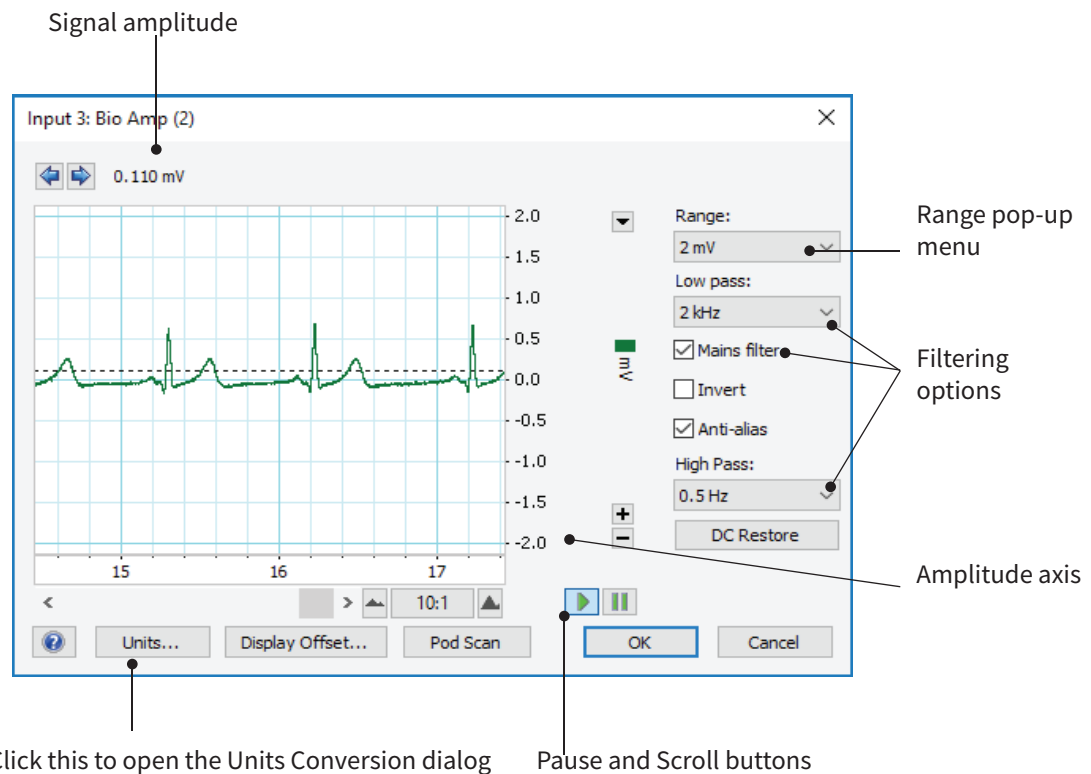 Signal amplitude
Input 3: Bio Amp (2)
0.110 mV
2.0
1.5
1.0
0.5
0.0
-0.5
-1.0
-1.5
-2.0
15 16 17
mV
Range:
2 mV
Low pass:
2 kHz
Mains filter
Invert
Anti-alias
High Pass:
0.5 Hz
DC Restore
Range pop-up
menu
Filtering
options
Amplitude axis
10:1
Units... Display Offset... Pod Scan OK Cancel
Click this to open the Units Conversion dialog Pause and Scroll buttons